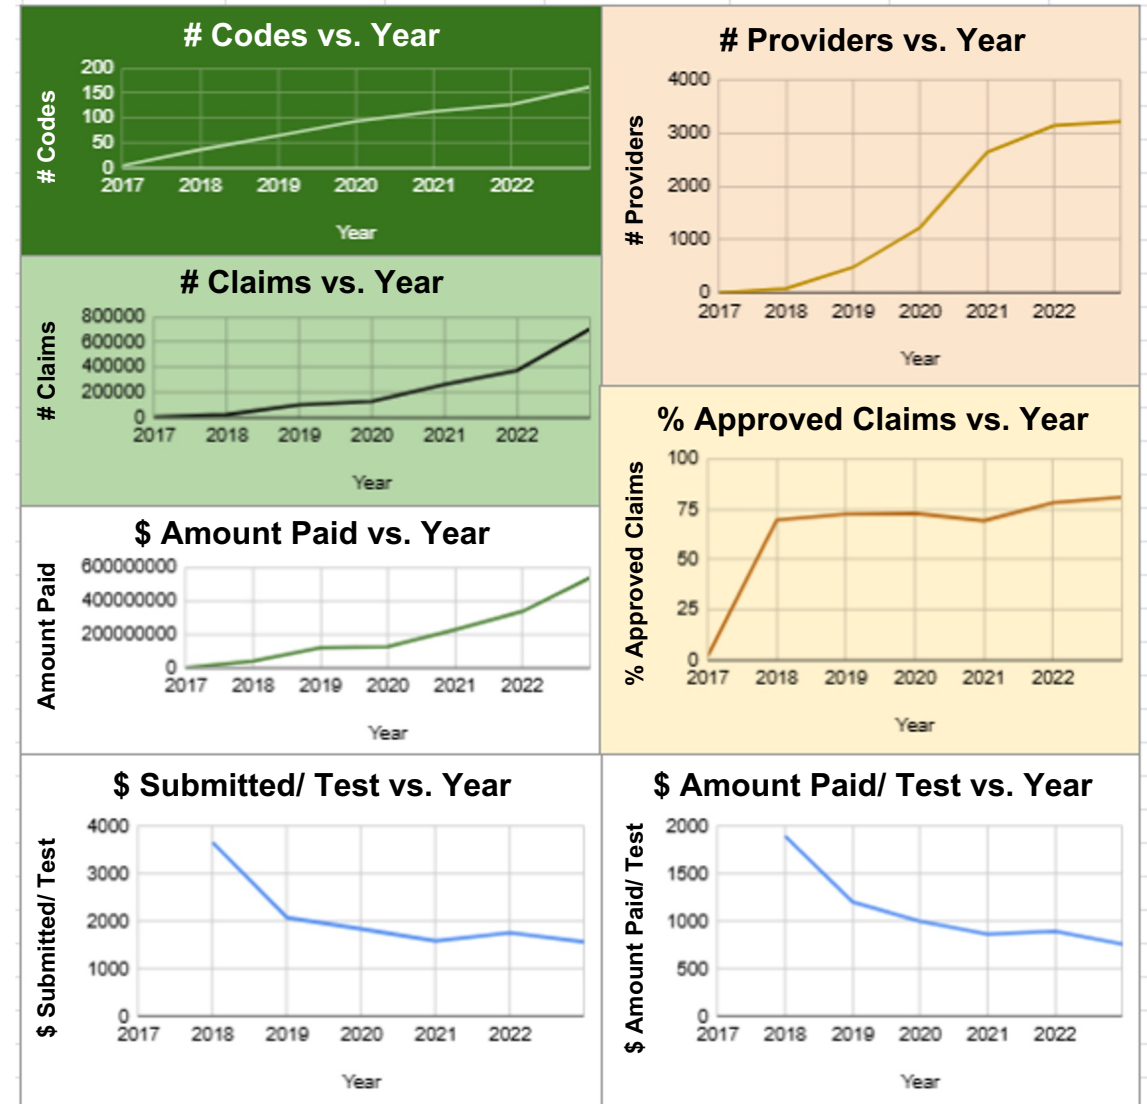 # Codes vs. Year
# Codes
200
150
100
50
0
2017 2018 2019 2020 2021 2022
Year
# Providers vs. Year
# Providers
4000
3000
2000
1000
0
2017 2018 2019 2020 2021 2022
Year
# Claims vs. Year
# Claims
800000
600000
400000
200000
0
2017 2018 2019 2020 2021 2022
Year
% Approved Claims vs. Year
% Approved Claims
100
75
50
25
0
2017 2018 2019 2020 2021 2022
Year
$ Amount Paid vs. Year
Amount Paid
600000000
400000000
200000000
0
2017 2018 2019 2020 2021 2022
Year
$ Submitted/ Test vs. Year
$ Submitted/ Test
4000
3000
2000
1000
0
2017 2018 2019 2020 2021 2022
Year
$ Amount Paid/ Test vs. Year
$ Amount Paid/ Test
2000
1500
1000
500
0
2017 2018 2019 2020 2021 2022
Year